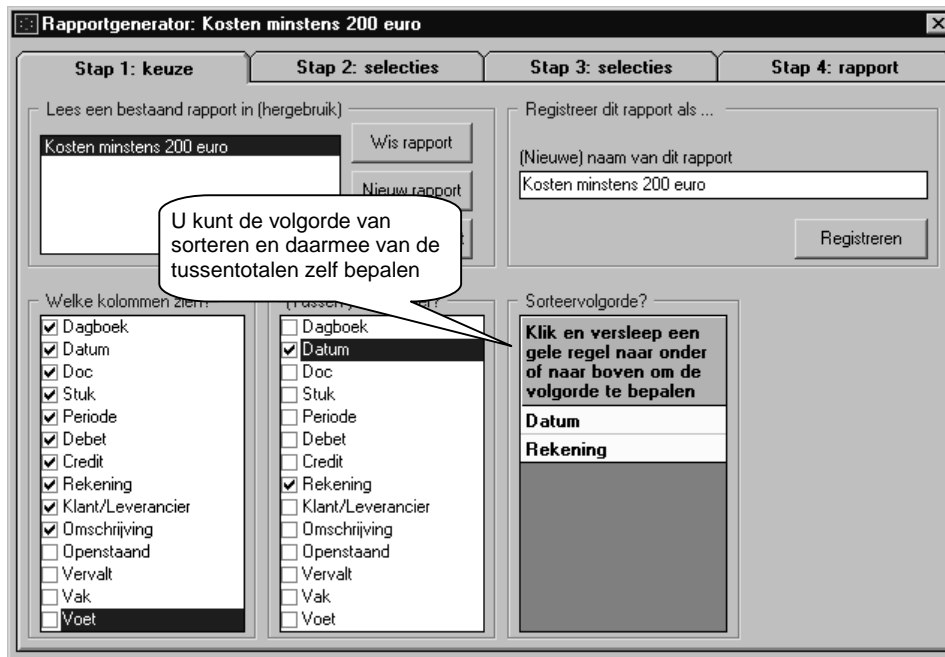 Rapportgenerator: Kosten minstens 200 euro
Stap 1: keuze
Stap 2: selecties
Stap 3: selecties
Stap 4: rapport
Lees een bestaand rapport in (hergebruik)
Kosten minstens 200 euro
Wis rapport
Nieuw rapport
Registreer dit rapport als ...
(Nieuwe) naam van dit rapport
Kosten minstens 200 euro
Registreren
U kunt de volgorde van
sorteren en daarmee van de
tussentotalen zelf bepalen
Welke kolommen zien?
Dagboek
Datum
Doc
Stuk
Periode
Debet
Credit
Rekening
Klant/Leverancier
Omschrijving
Openstaand
Vervalt
Vak
Voet
Dagboek
Datum
Doc
Stuk
Periode
Debet
Credit
Rekening
Klant/Leverancier
Omschrijving
Openstaand
Vervalt
Vak
Voet
Sorteervolgorde?
Klik en versleep een
gele regel naar onder
of naar boven om de
volgorde te bepalen
Datum
Rekening